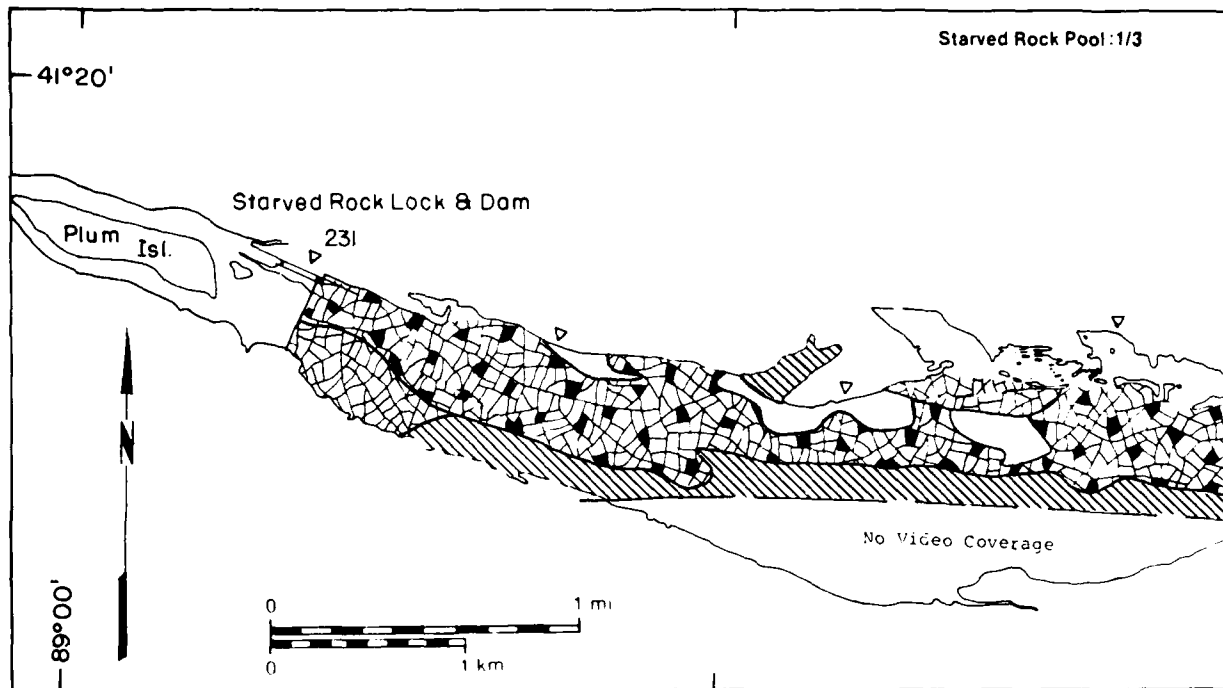 Starved Rock Pool:1/3
41°20'
Starved Rock Lock & Dam
231
Plum Isl.
N
No Video Coverage
89°00'
0 1 mi
0 1 km